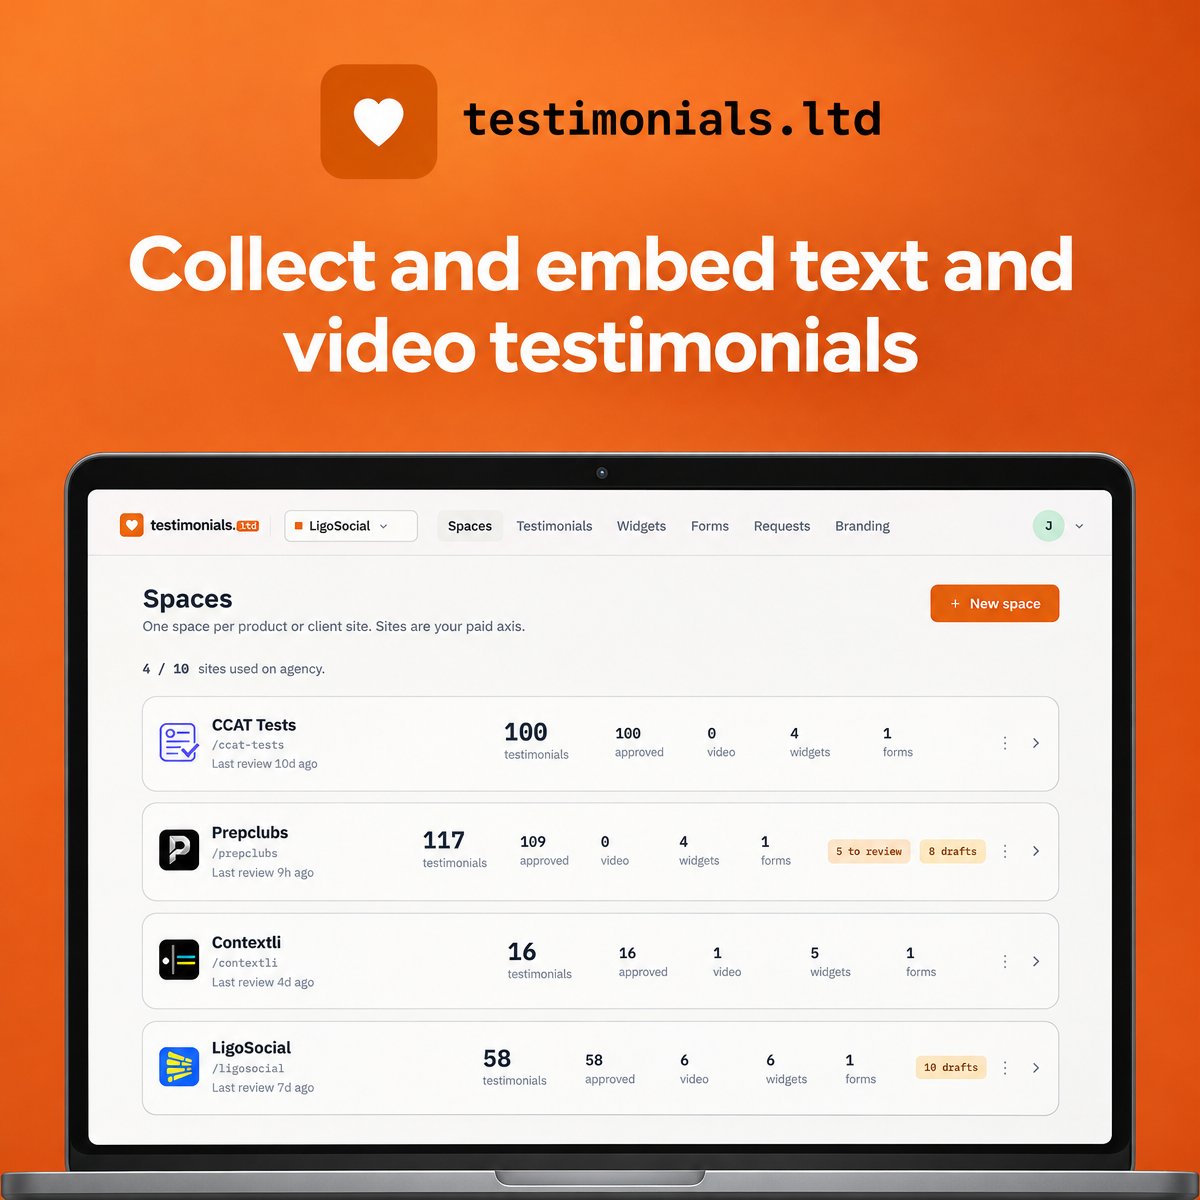 testimonials.ltd
Collect and embed text and
video testimonials
testimonials.ltd LigoSocial Spaces Testimonials Widgets Forms Requests Branding J
Spaces
+ New space
One space per product or client site. Sites are your paid axis.
4 / 10 sites used on agency.
CCAT Tests
/ccat-tests
Last review 10d ago
100 100 0 4 1
testimonials approved video widgets forms
Prepclubs
/prepclubs
Last review 9h ago
117 109 0 4 1
testimonials approved video widgets forms
5 to review 8 drafts
Contextli
/contextli
Last review 4d ago
16 16 1 5 1
testimonials approved video widgets forms
LigoSocial
/ligosocial
Last review 7d ago
58 58 6 6 1
testimonials approved video widgets forms
10 drafts